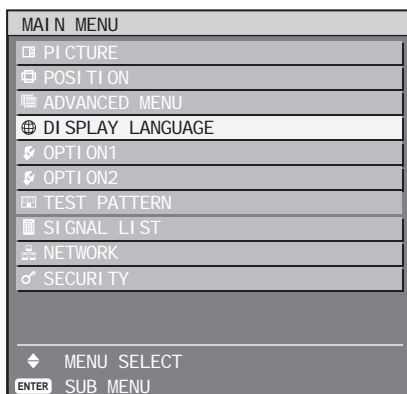 MAIN MENU
PICTURE
POSITION
ADVANCED MENU
DISPLAY LANGUAGE
OPTION1
OPTION2
TEST PATTERN
SIGNAL LIST
NETWORK
SECURITY
MENU SELECT
ENTER SUB MENU